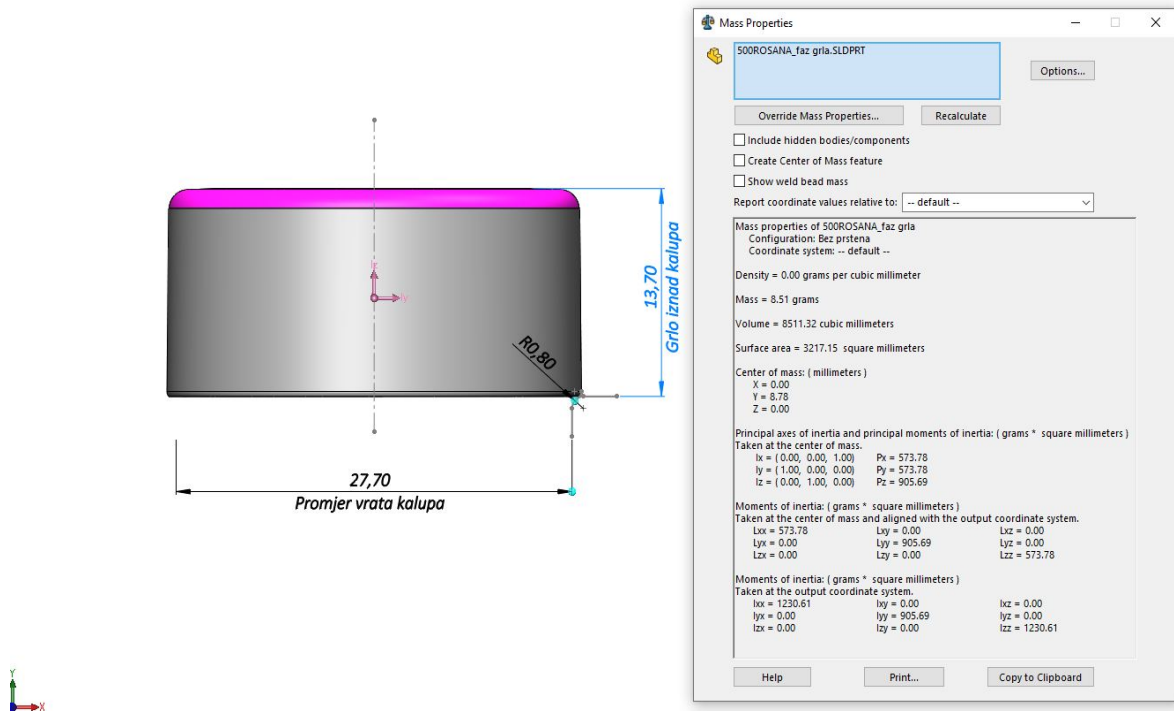 Mass Properties
500ROSANA_faz grla.SLDPRT
Options...
Override Mass Properties...
Recalculate
Include hidden bodies/components
Create Center of Mass feature
Show weld bead mass
Report coordinate values relative to: -- default --
Mass properties of 500ROSANA_faz grla
Configuration: Bez prstena
Coordinate system: -- default --
Density = 0.00 grams per cubic millimeter
Mass = 8.51 grams
Volume = 8511.32 cubic millimeters
Surface area = 3217.15 square millimeters
Center of mass: ( millimeters )
X = 0.00
Y = 8.78
Z = 0.00
Principal axes of inertia and principal moments of inertia: ( grams * square millimeters )
Taken at the center of mass.
Ix = ( 0.00, 0.00, 1.00) Px = 573.78
Iy = ( 1.00, 0.00, 0.00) Py = 573.78
Iz = ( 0.00, 1.00, 0.00) Pz = 905.69
Moments of inertia: ( grams * square millimeters )
Taken at the center of mass and aligned with the output coordinate system.
Lxx = 573.78 Lxy = 0.00 Lxz = 0.00
Lyx = 0.00 Lyy = 905.69 Lyz = 0.00
Lzx = 0.00 Lzy = 0.00 Lzz = 573.78
Moments of inertia: ( grams * square millimeters )
Taken at the output coordinate system.
Ixx = 1230.61 Ixy = 0.00 Ixz = 0.00
Iyx = 0.00 Iyy = 905.69 Iyz = 0.00
Izx = 0.00 Izy = 0.00 Izz = 1230.61
Help
Print...
Copy to Clipboard
13,70
Grlo iznad kalupa
R0,80
27,70
Promjer vrata kalupa
Iy
Y
X